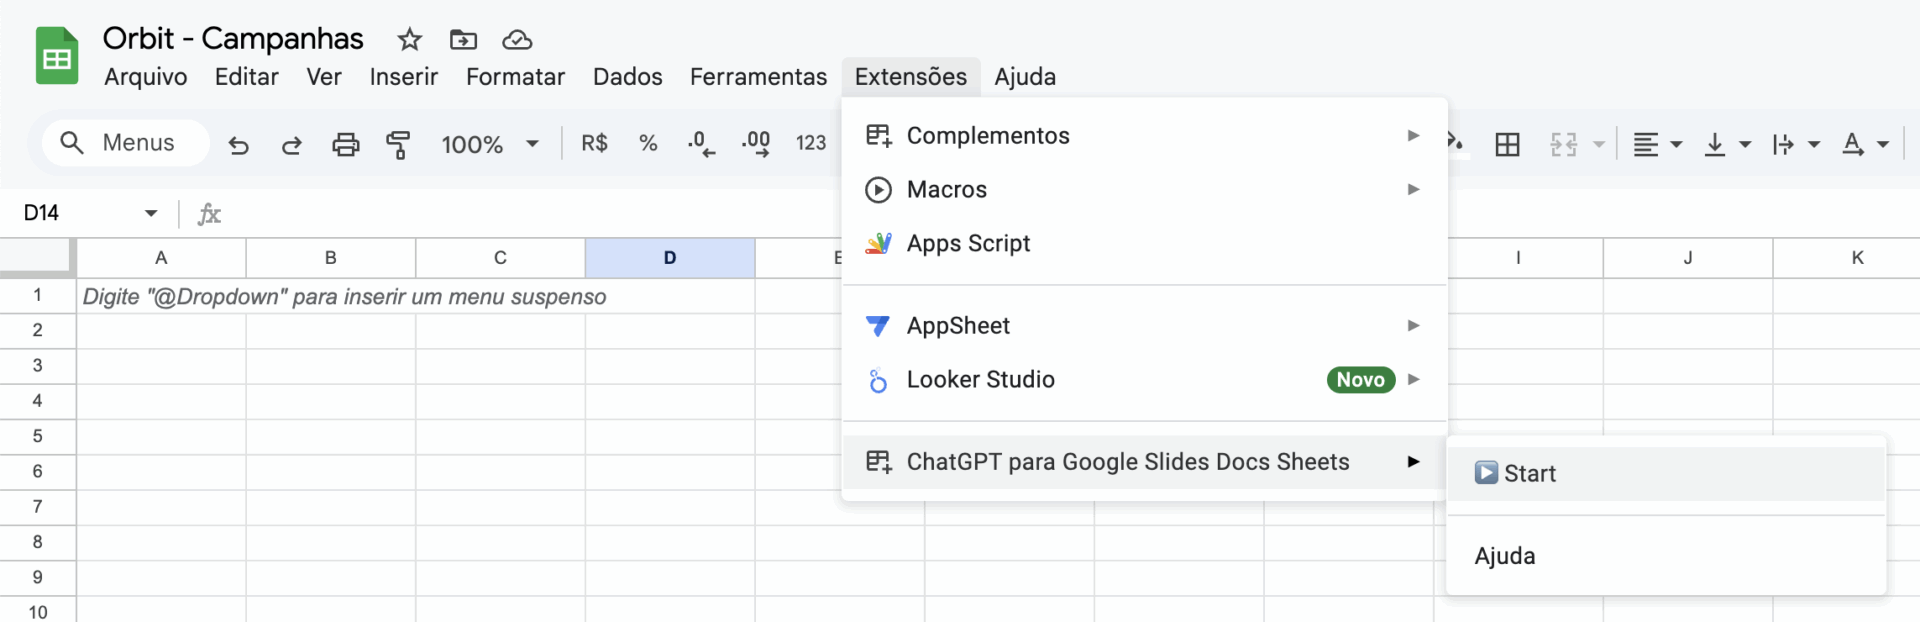 Orbit - Campanhas
Arquivo Editar Ver Inserir Formatar Dados Ferramentas Extensões Ajuda
Menus 100% R$ % .0 .00 123 A
D14 fx
A B C D E I J K
1 Digite "@Dropdown" para inserir um menu suspenso
2
3
4
5
6
7
8
9
10
Complementos
Macros
Apps Script
AppSheet
Looker Studio Novo
ChatGPT para Google Slides Docs Sheets
Start
Ajuda